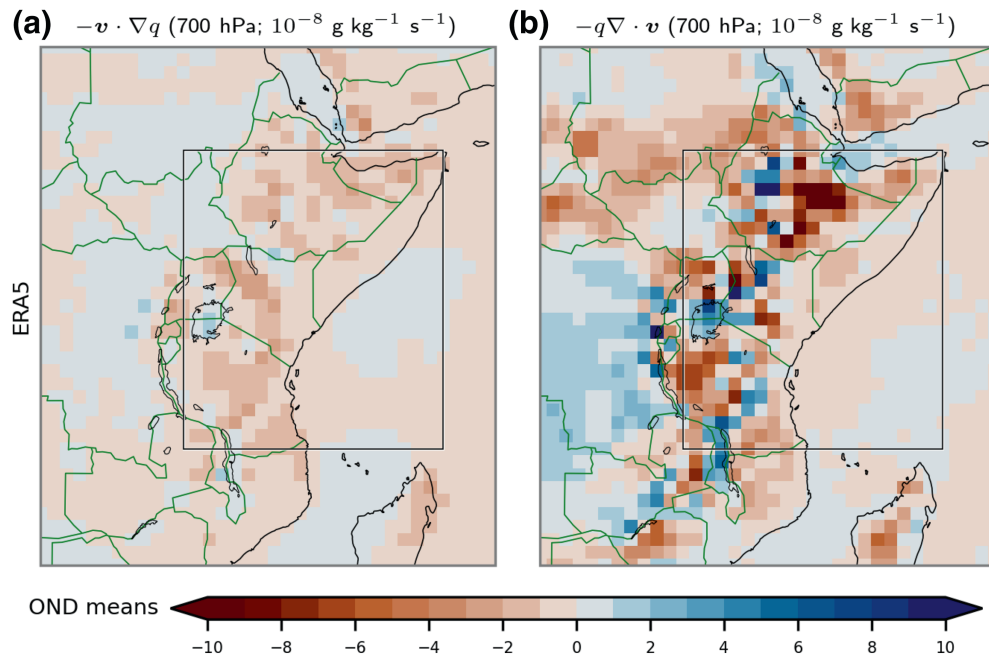 (a) −v · ∇q (700 hPa; 10⁻⁸ g kg⁻¹ s⁻¹)
(b) −q∇ · v (700 hPa; 10⁻⁸ g kg⁻¹ s⁻¹)
ERA5
OND means
−10 −8 −6 −4 −2 0 2 4 6 8 10